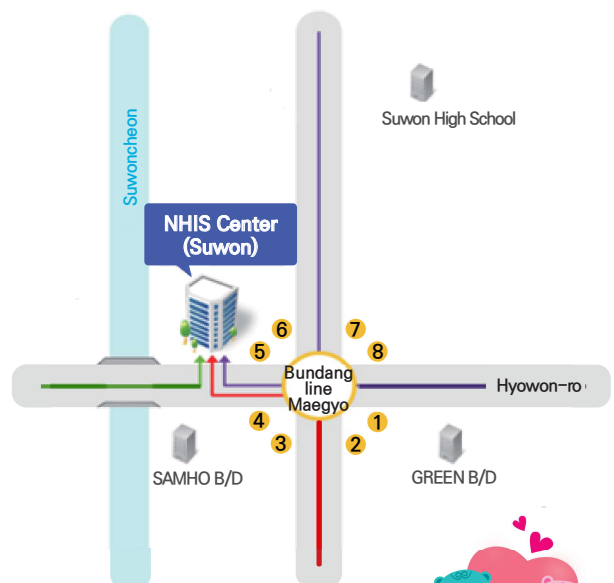 Suwon High School
Suwoncheon
NHIS Center
(Suwon)
6
7
5
8
Bundang
line
Maegyo
Hyowon-ro
4
1
3
2
SAMHO B/D
GREEN B/D